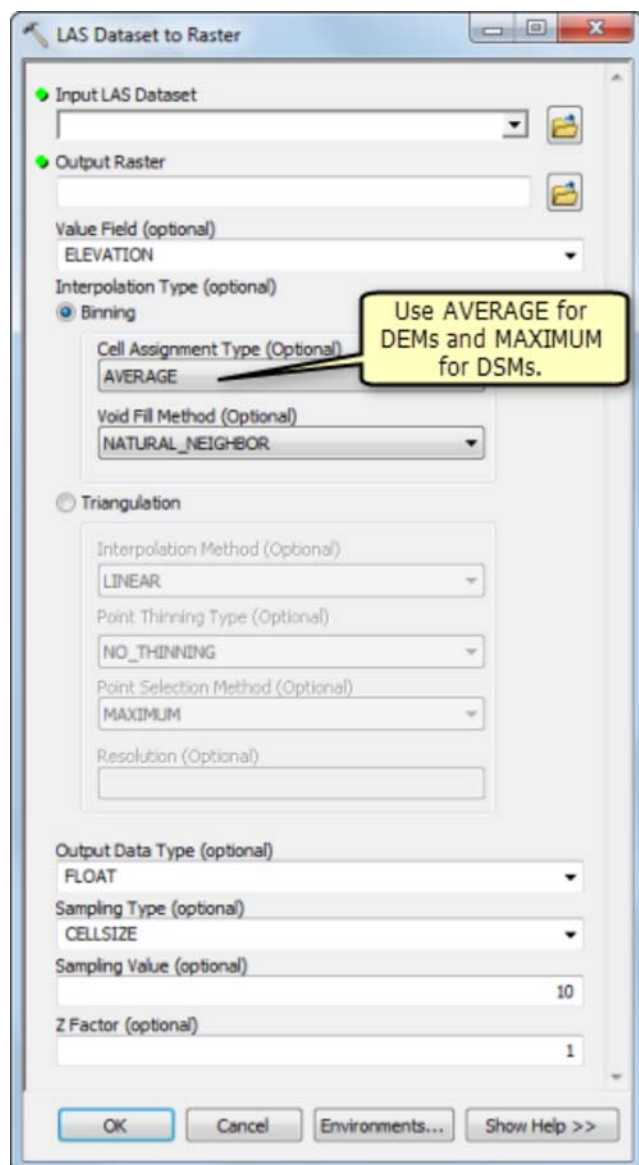 LAS Dataset to Raster
Input LAS Dataset
Output Raster
Value Field (optional)
ELEVATION
Interpolation Type (optional)
Binning
Use AVERAGE for
DEMs and MAXIMUM
for DSMs.
Cell Assignment Type (Optional)
AVERAGE
Void Fill Method (Optional)
NATURAL_NEIGHBOR
Triangulation
Interpolation Method (Optional)
LINEAR
Point Thinning Type (Optional)
NO_THINNING
Point Selection Method (Optional)
MAXIMUM
Resolution (Optional)
Output Data Type (optional)
FLOAT
Sampling Type (optional)
CELLSIZE
Sampling Value (optional)
10
Z Factor (optional)
1
OK Cancel Environments... Show Help >>